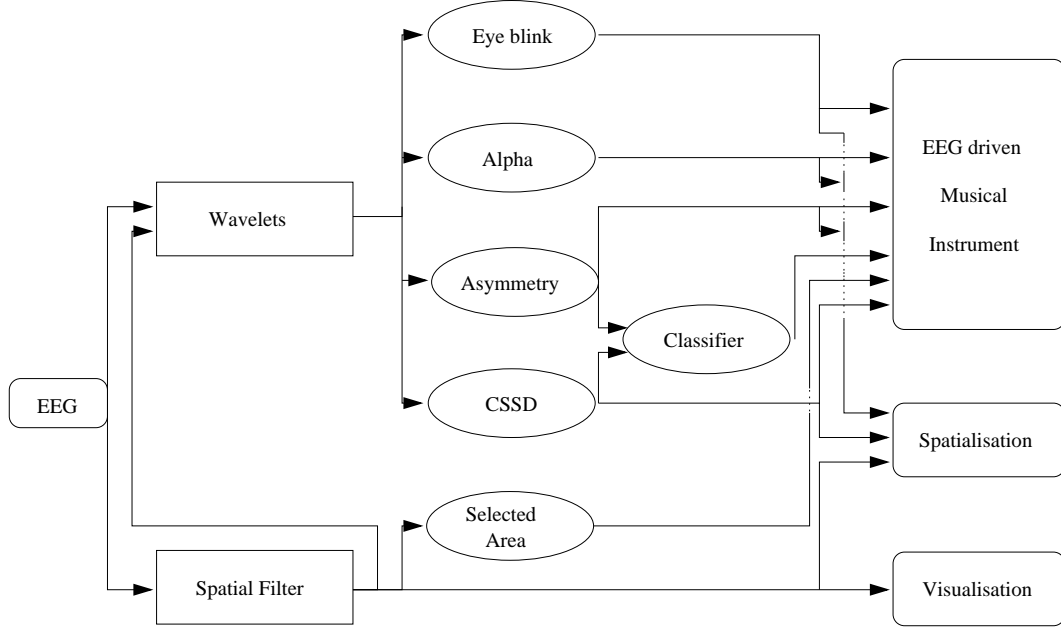 Eye blink
Alpha
EEG driven
Musical
Instrument
Wavelets
Asymmetry
Classifier
CSSD
EEG
Spatialisation
Selected
Area
Spatial Filter
Visualisation